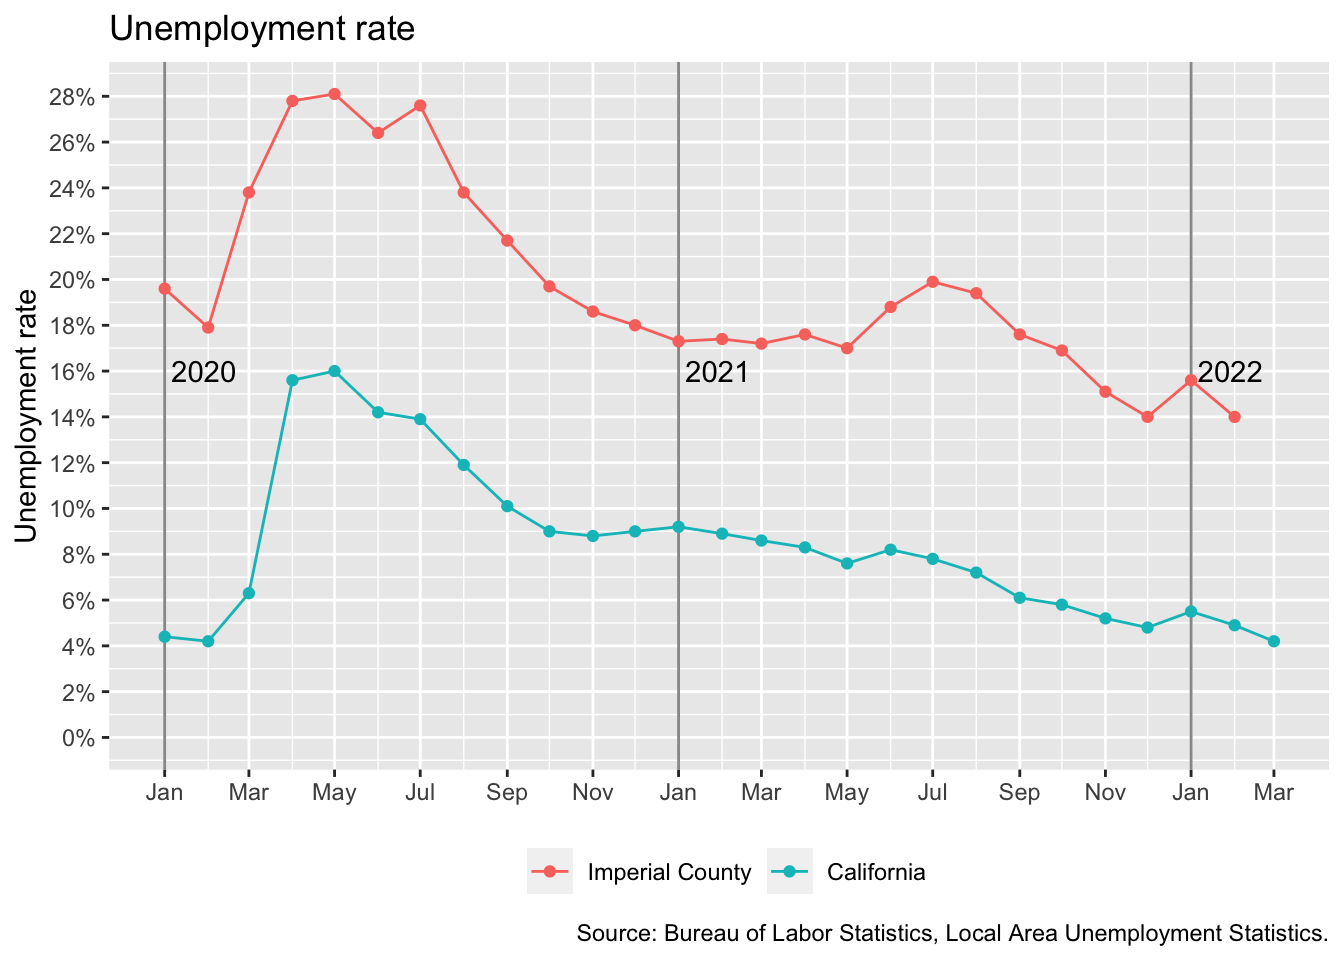 Unemployment rate
Unemployment rate
28%
26%
24%
22%
20%
18%
16%
14%
12%
10%
8%
6%
4%
2%
0%
2020 2021 2022
Jan Mar May Jul Sep Nov Jan Mar May Jul Sep Nov Jan Mar
Imperial County California
Source: Bureau of Labor Statistics, Local Area Unemployment Statistics.